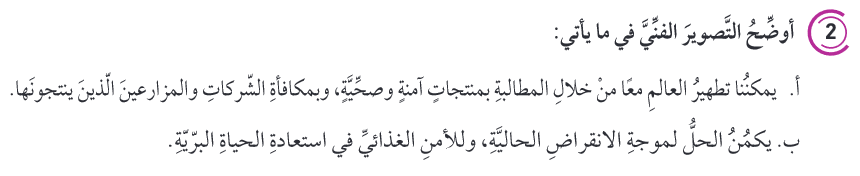 2 أوضِّحُ التَّصويرَ الفنِّيَّ في ما يأتي:
أ. يمكنُنا تطهيرُ العالمِ معًا منْ خلالِ المطالبةِ بمنتجاتٍ آمنةٍ وصحِّيَّةٍ، وبمكافأةِ الشّركاتِ والمزارعينَ الّذينَ ينتجونَها.
ب. يكمُنُ الحلُّ لموجةِ الانقراضِ الحاليَّةِ، وللأمنِ الغذائيِّ في استعادةِ الحياةِ البرّيّةِ.